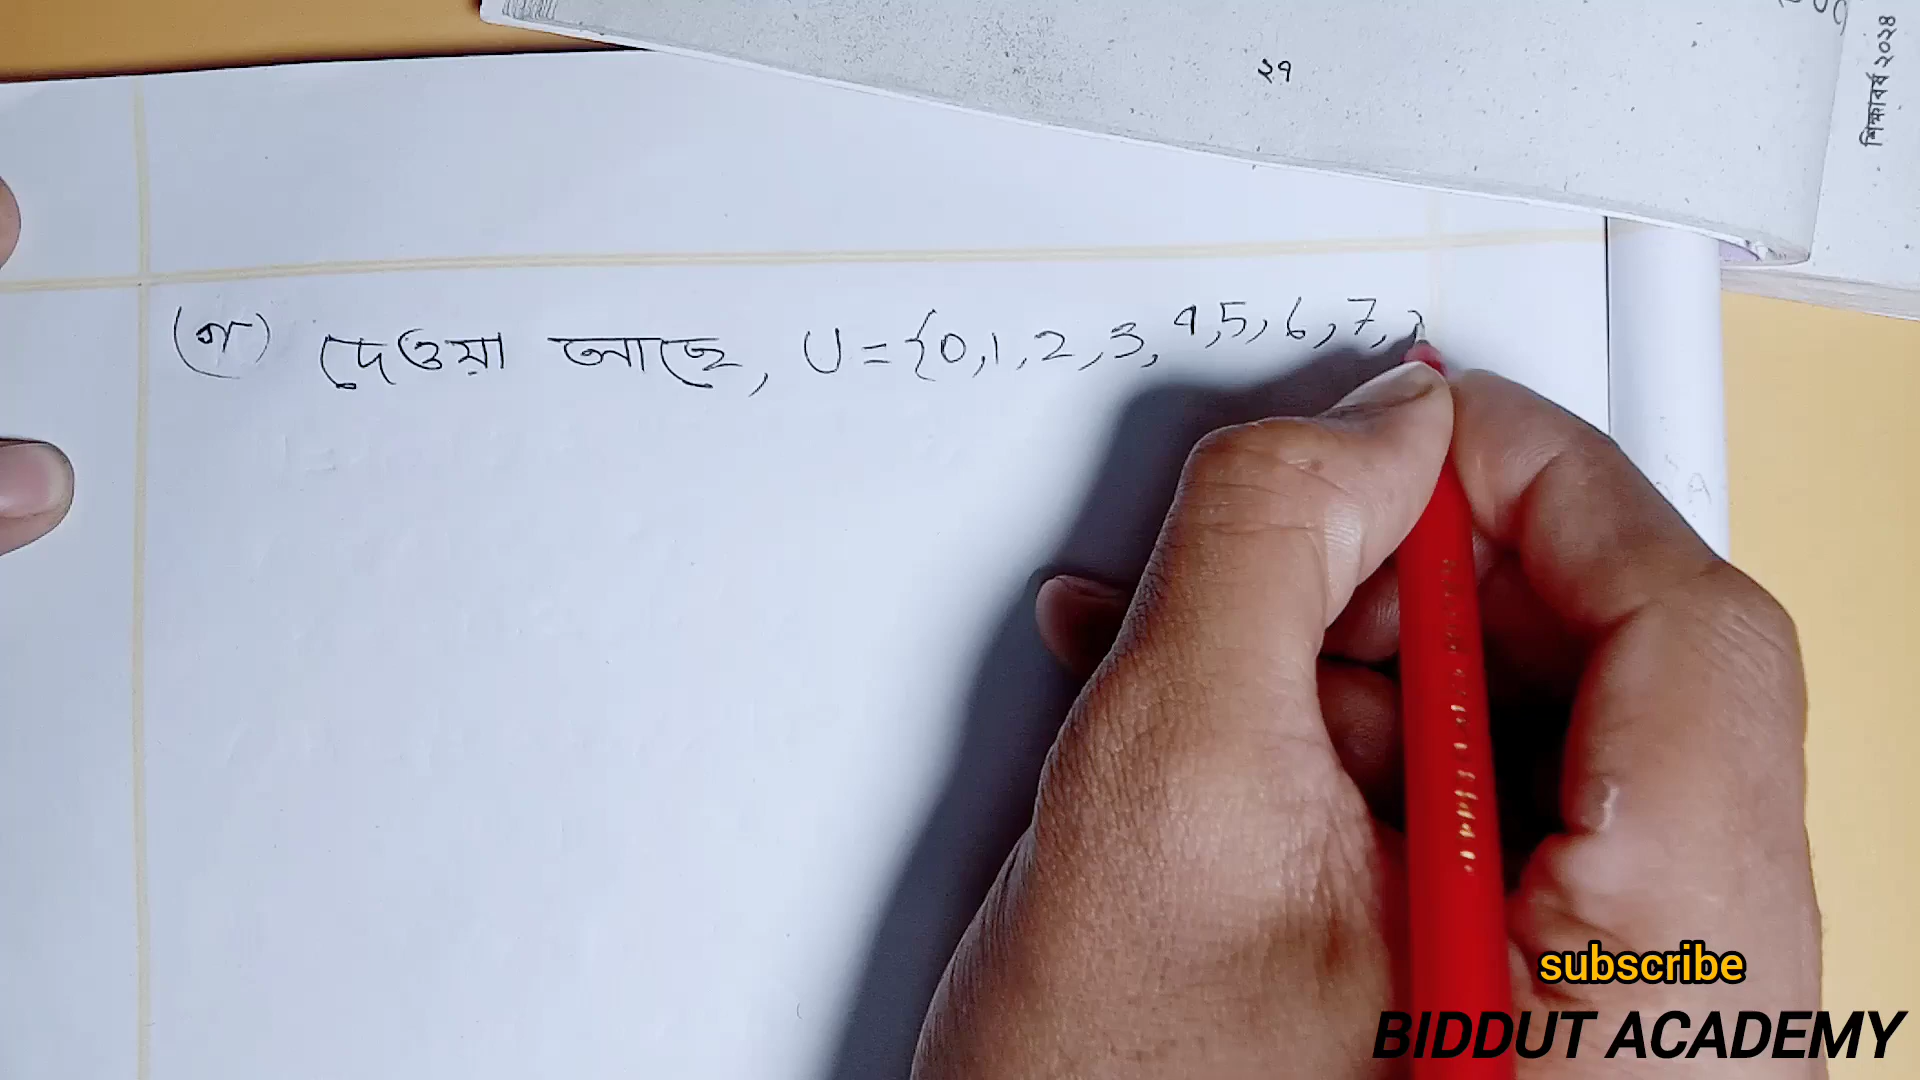 ২৭
শিক্ষাবর্ষ ২০২৪
(গ) দেওয়া আছে, U = {0,1,2,3,4,5,6,7,
subscribe
BIDDUT ACADEMY